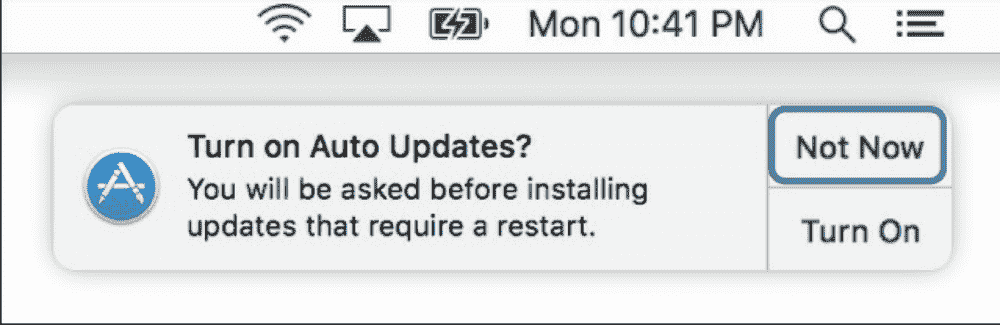 Mon 10:41 PM
Turn on Auto Updates?
You will be asked before installing
updates that require a restart.
Not Now
Turn On